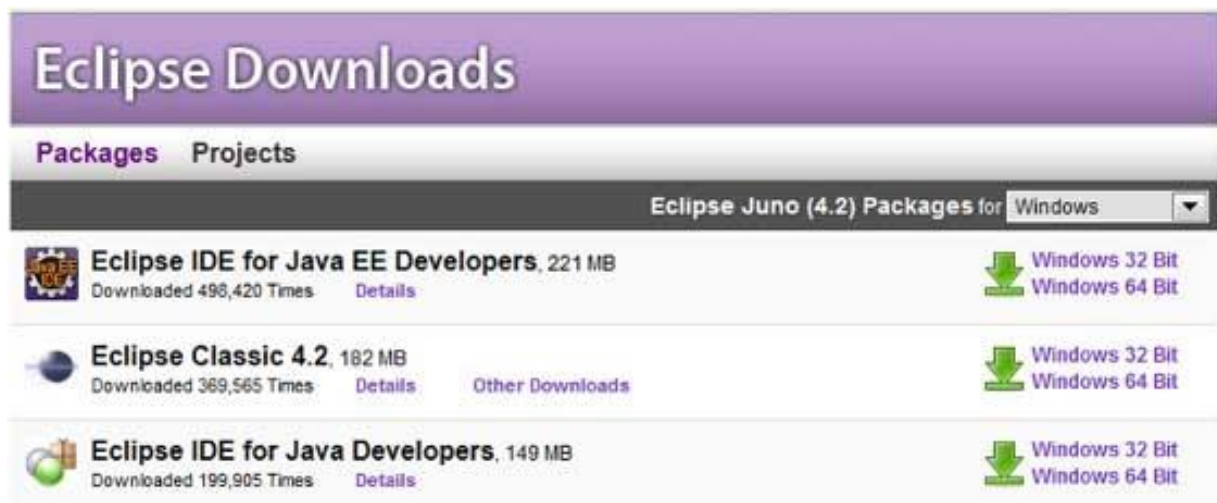 Eclipse Downloads
Packages Projects
Eclipse Juno (4.2) Packages for Windows
Eclipse IDE for Java EE Developers, 221 MB
Downloaded 498,420 Times Details
Windows 32 Bit
Windows 64 Bit
Eclipse Classic 4.2, 182 MB
Downloaded 369,565 Times Details Other Downloads
Windows 32 Bit
Windows 64 Bit
Eclipse IDE for Java Developers, 149 MB
Downloaded 199,905 Times Details
Windows 32 Bit
Windows 64 Bit